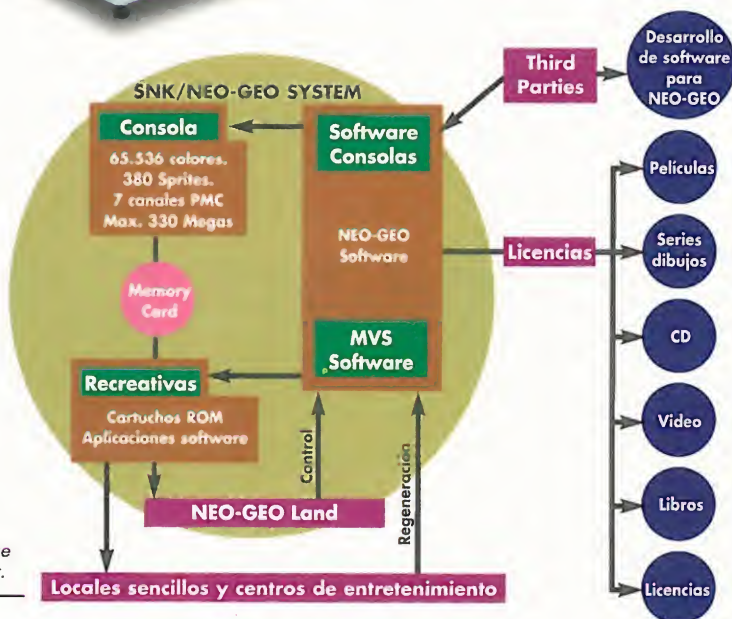 SNK/NEO-GEO SYSTEM
Consola
65.536 colores.
380 Sprites.
7 canales PMC
Max. 330 Megas
Memory
Card
Recreativas
Cartuchos ROM
Aplicaciones software
Software
Consolas
NEO-GEO
Software
MVS
Software
Control
Regeneración
NEO-GEO Land
Locales sencillos y centros de entretenimiento
Third
Parties
Desarrollo
de software
para
NEO-GEO
Licencias
Películas
Series
dibujos
CD
Video
Libros
Licencias